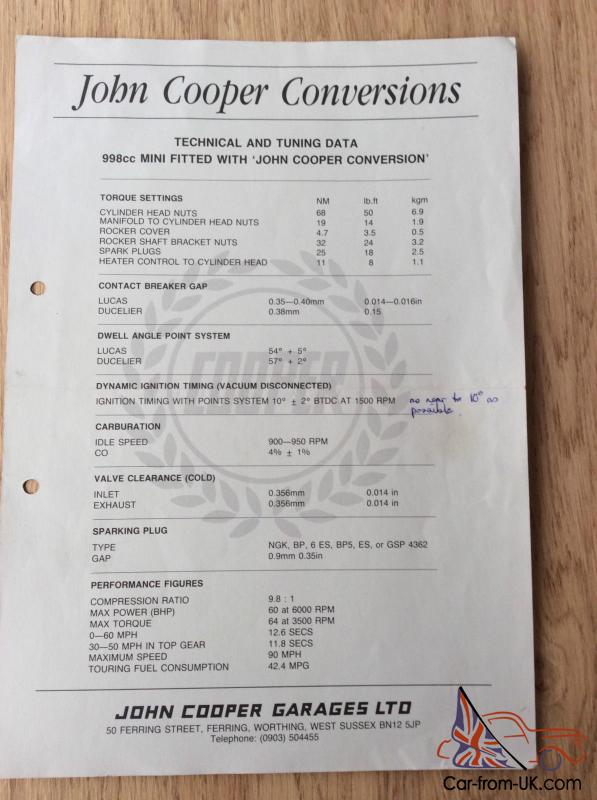 John Cooper Conversions
TECHNICAL AND TUNING DATA
998cc MINI FITTED WITH 'JOHN COOPER CONVERSION'
TORQUE SETTINGS NM lb.ft kgm
CYLINDER HEAD NUTS 68 50 6.9
MANIFOLD TO CYLINDER HEAD NUTS 19 14 1.9
ROCKER COVER 4.7 3.5 0.5
ROCKER SHAFT BRACKET NUTS 32 24 3.2
SPARK PLUGS 25 18 2.5
HEATER CONTROL TO CYLINDER HEAD 11 8 1.1
CONTACT BREAKER GAP
LUCAS 0.35—0.40mm 0.014—0.016in
DUCELIER 0.38mm 0.15
DWELL ANGLE POINT SYSTEM
LUCAS 54° + 5°
DUCELIER 57° + 2°
COOPER
DYNAMIC IGNITION TIMING (VACUUM DISCONNECTED)
IGNITION TIMING WITH POINTS SYSTEM 10° ± 2° BTDC AT 1500 RPM as near to 10° as
possible.
CARBURATION
IDLE SPEED 900—950 RPM
CO 4% ± 1%
VALVE CLEARANCE (COLD)
INLET 0.356mm 0.014 in
EXHAUST 0.356mm 0.014 in
SPARKING PLUG
TYPE NGK, BP, 6 ES, BP5, ES, or GSP 4362
GAP 0.9mm 0.35in
PERFORMANCE FIGURES
COMPRESSION RATIO 9.8 : 1
MAX POWER (BHP) 60 at 6000 RPM
MAX TORQUE 64 at 3500 RPM
0—60 MPH 12.6 SECS
30—50 MPH IN TOP GEAR 11.8 SECS
MAXIMUM SPEED 90 MPH
TOURING FUEL CONSUMPTION 42.4 MPG
JOHN COOPER GARAGES LTD
50 FERRING STREET, FERRING, WORTHING, WEST SUSSEX BN12 5JP
Telephone: (0903) 504455
Car-from-UK.com